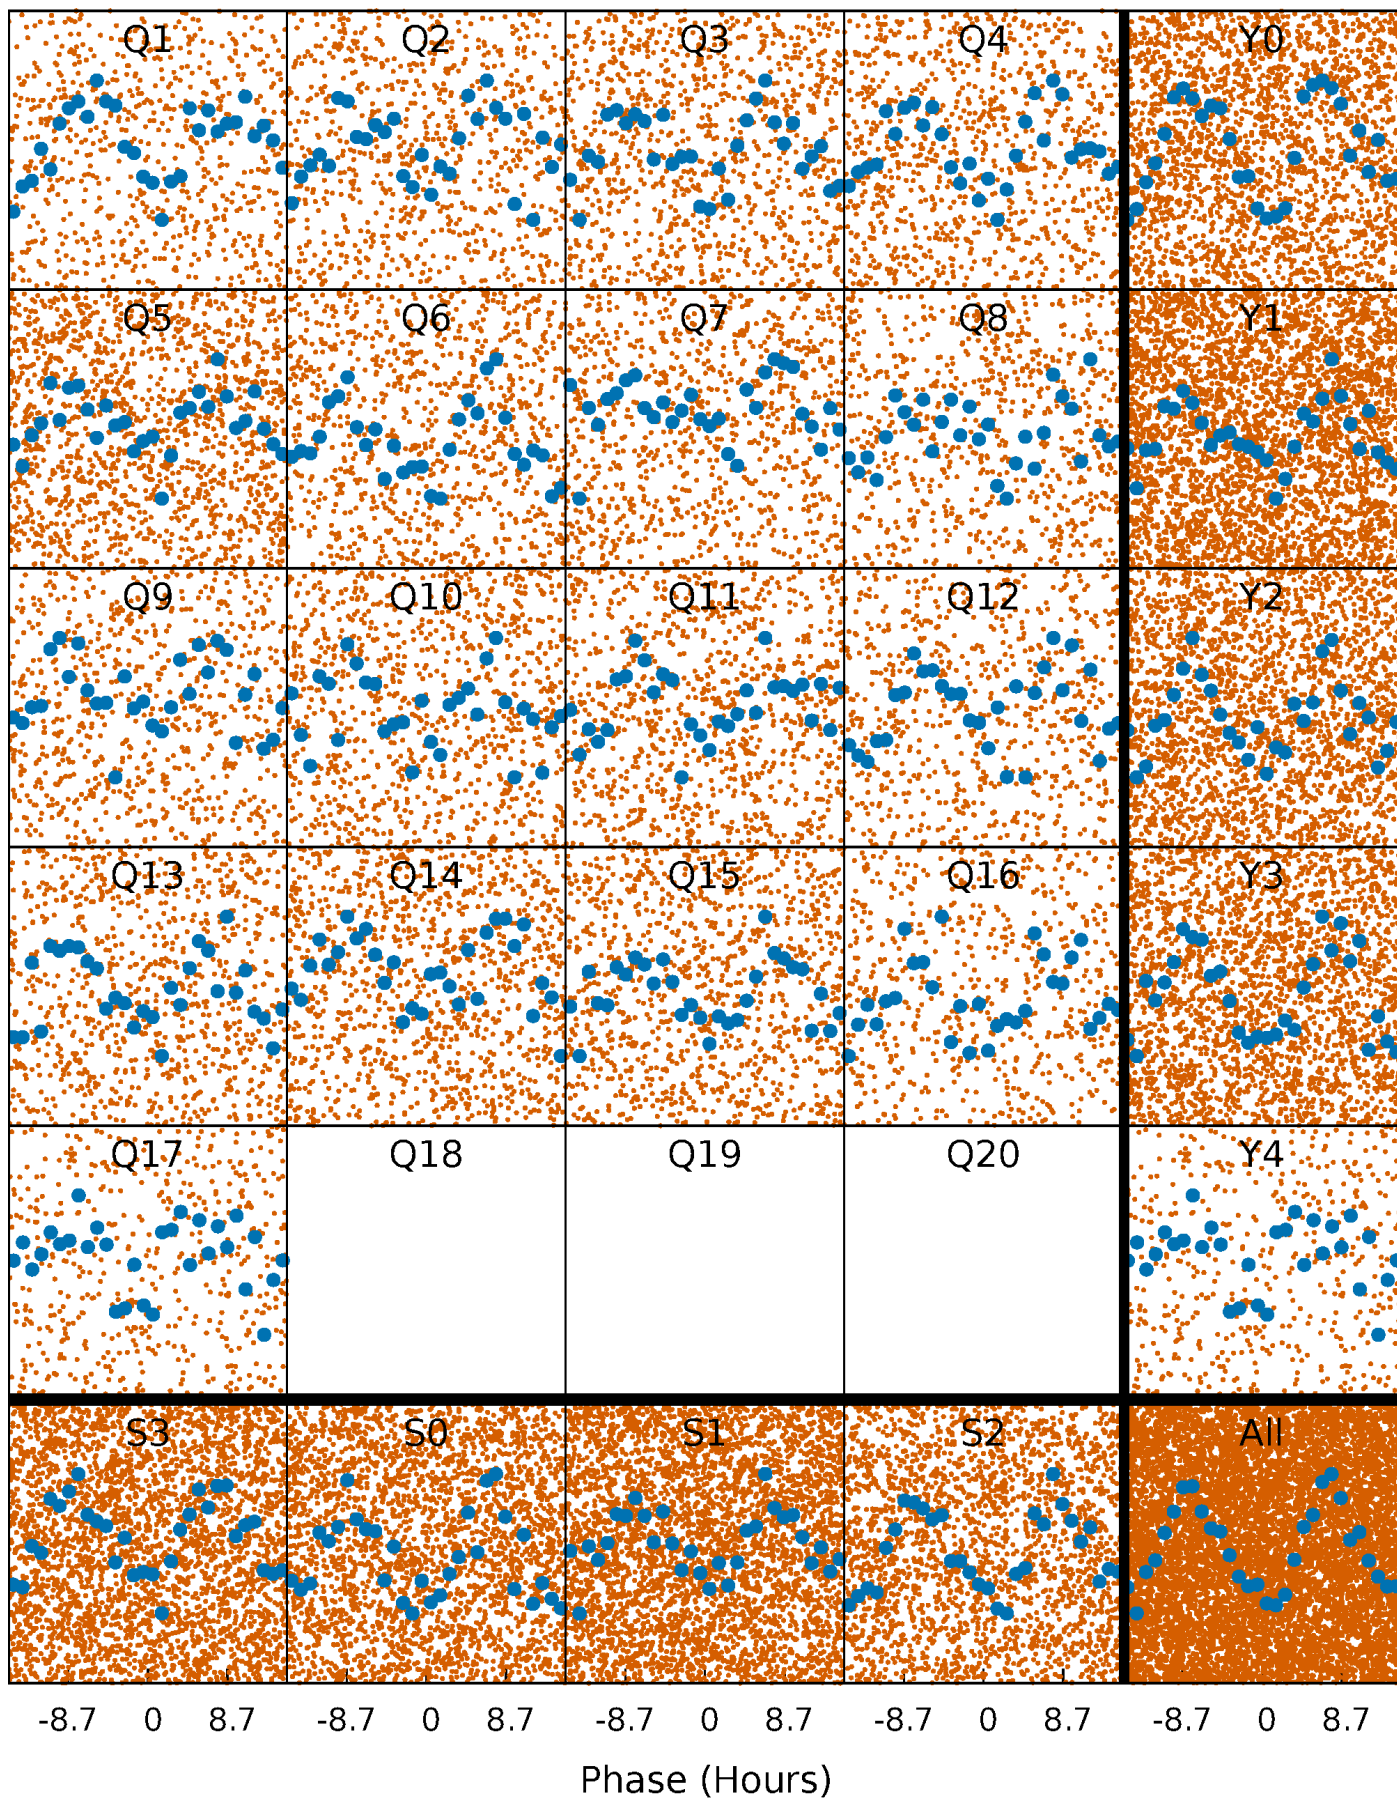 Q1 Q2 Q3 Q4 Y0
Q5 Q6 Q7 Q8 Y1
Q9 Q10 Q11 Q12 Y2
Q13 Q14 Q15 Q16 Y3
Q17 Q18 Q19 Q20 Y4
S3 S0 S1 S2 All
-8.7 0 8.7 -8.7 0 8.7 -8.7 0 8.7 -8.7 0 8.7 -8.7 0 8.7
Phase (Hours)